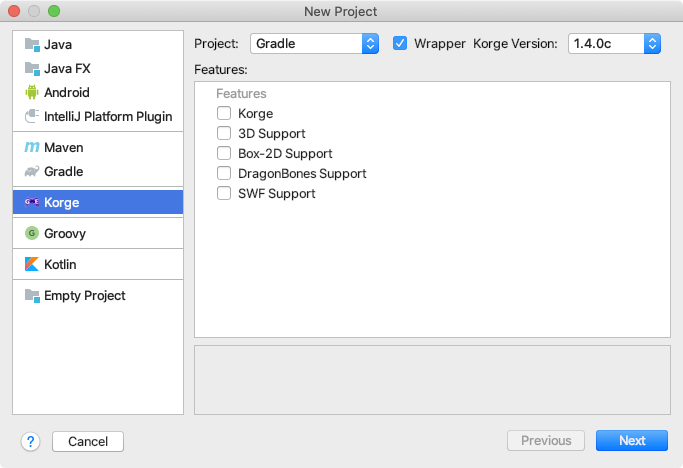 New Project
Java
Java FX
Android
IntelliJ Platform Plugin
Maven
Gradle
Korge
Groovy
Kotlin
Empty Project
Project: Gradle Wrapper Korge Version: 1.4.0c
Features:
Features
Korge
3D Support
Box-2D Support
DragonBones Support
SWF Support
? Cancel Previous Next